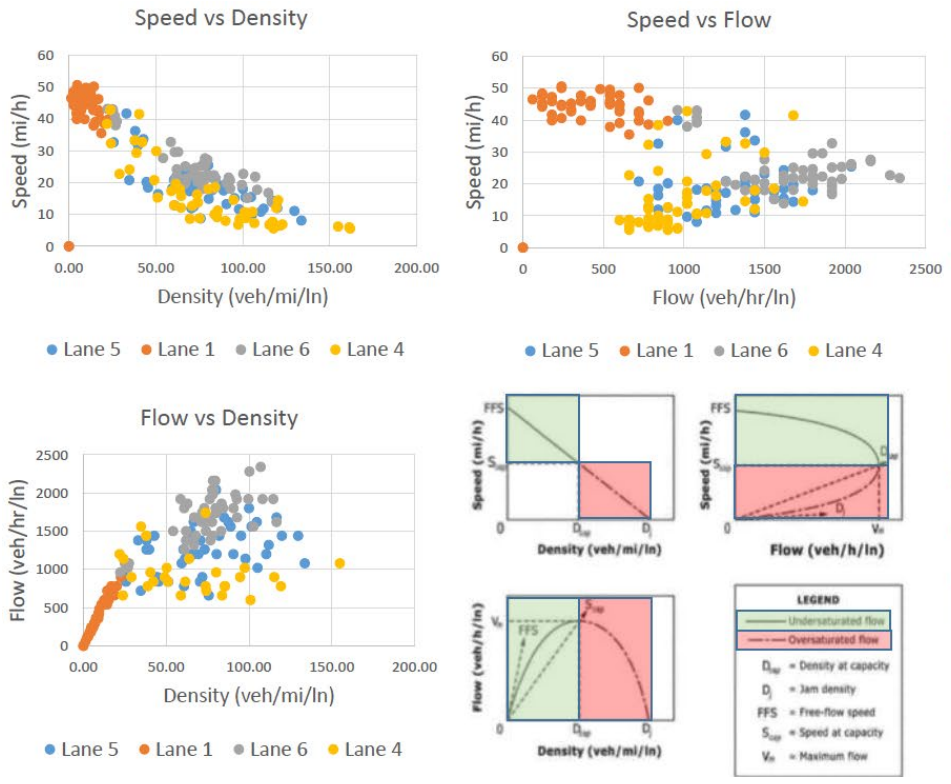 Speed vs Density
60
50
40
30
20
10
0
Speed (mi/h)
0.00 50.00 100.00 150.00 200.00
Density (veh/mi/ln)
Lane 5 Lane 1 Lane 6 Lane 4
Speed vs Flow
60
50
40
30
20
10
0
Speed (mi/h)
0 500 1000 1500 2000 2500
Flow (veh/hr/ln)
Lane 5 Lane 1 Lane 6 Lane 4
Flow vs Density
2500
2000
1500
1000
500
0
Flow (veh/hr/ln)
0.00 50.00 100.00 150.00 200.00
Density (veh/mi/ln)
Lane 5 Lane 1 Lane 6 Lane 4
FFS
Scap
Speed (mi/h)
0 Dcap Dj
Density (veh/mi/ln)
FFS
Dcap
Scap
Speed (mi/h)
Dj
0 VM
Flow (veh/h/ln)
Scap
VM
FFS
Flow (veh/h/ln)
0 Dcap Dj
Density (veh/mi/ln)
LEGEND
Undersaturated flow
Oversaturated flow
Dcap = Density at capacity
Dj = Jam density
FFS = Free-flow speed
Scap = Speed at capacity
VM = Maximum flow